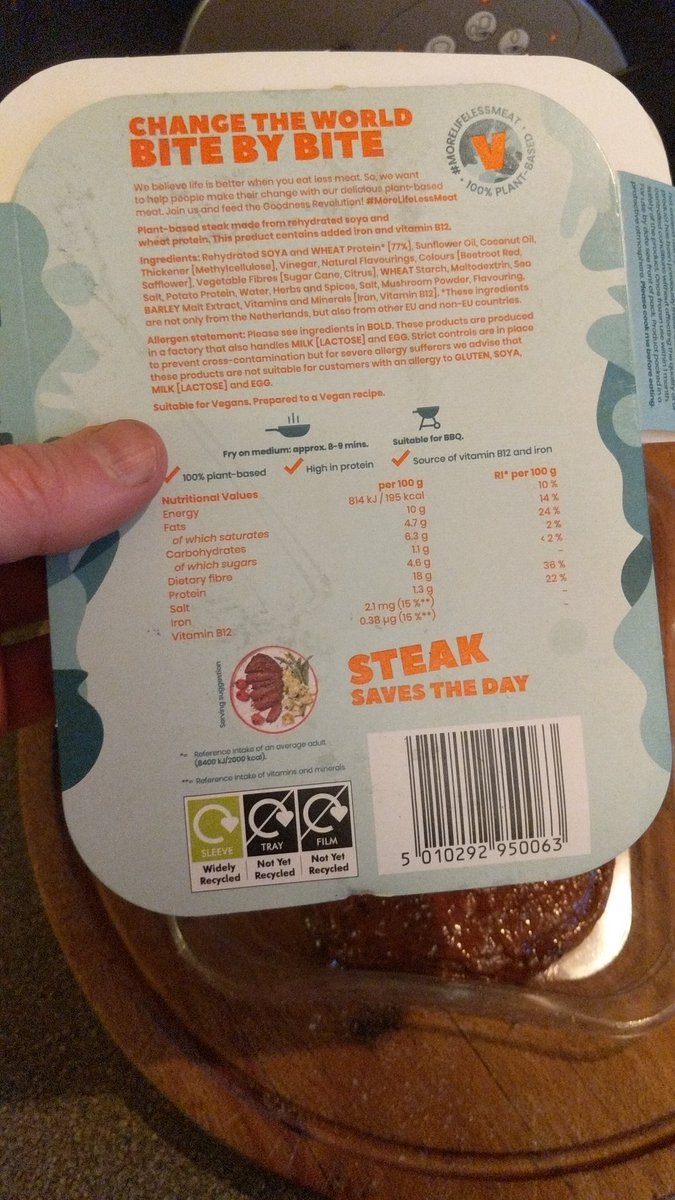 CHANGE THE WORLD
BITE BY BITE
#MORELIFELESSMEAT • 100% PLANT-BASED •
V
We believe life is better when you eat less meat. So, we want
to help people make their change with our delicious plant-based
meat. Join us and feed the Goodness Revolution! #MoreLifeLessMeat
Plant-based steak made from rehydrated soya and
wheat protein. This product contains added iron and vitamin B12.
Ingredients: Rehydrated SOYA and WHEAT Protein* [77%], Sunflower Oil, Coconut Oil,
Thickener [Methylcellulose], Vinegar, Natural Flavourings, Colours [Beetroot Red,
Safflower], Vegetable Fibres [Sugar Cane, Citrus], WHEAT Starch, Maltodextrin, Sea
Salt, Potato Protein, Water, Herbs and Spices, Salt, Mushroom Powder, Flavouring,
BARLEY Malt Extract, Vitamins and Minerals [Iron, Vitamin B12]. *These ingredients
are not only from the Netherlands, but also from other EU and non-EU countries.
Allergen statement: Please see ingredients in BOLD. These products are produced
in a factory that also handles MILK [LACTOSE] and EGG. Strict controls are in place
to prevent cross-contamination but for severe allergy sufferers we advise that
these products are not suitable for customers with an allergy to GLUTEN, SOYA,
MILK [LACTOSE] and EGG.
Suitable for Vegans. Prepared to a Vegan recipe.
Fry on medium: approx. 8-9 mins.
Suitable for BBQ.
100% plant-based
High in protein
Source of vitamin B12 and iron
Nutritional Values per 100 g RI* per 100 g
Energy 814 kJ / 195 kcal 10 %
Fats 10 g 14 %
of which saturates 4.7 g 24 %
Carbohydrates 6.3 g 2 %
of which sugars 1.1 g < 2 %
Dietary fibre 4.6 g -
Protein 18 g 36 %
Salt 1.3 g 22 %
Iron 2.1 mg (15 %**) -
Vitamin B12 0.38 µg (15 %**) -
Serving suggestion
STEAK
SAVES THE DAY
*= Reference intake of an average adult
(8400 kJ/2000 kcal).
**= Reference intake of vitamins and minerals
SLEEVE
Widely
Recycled
TRAY
Not Yet
Recycled
FILM
Not Yet
Recycled
5 010292 950063
protective atmosphere. Please cook me before eating.